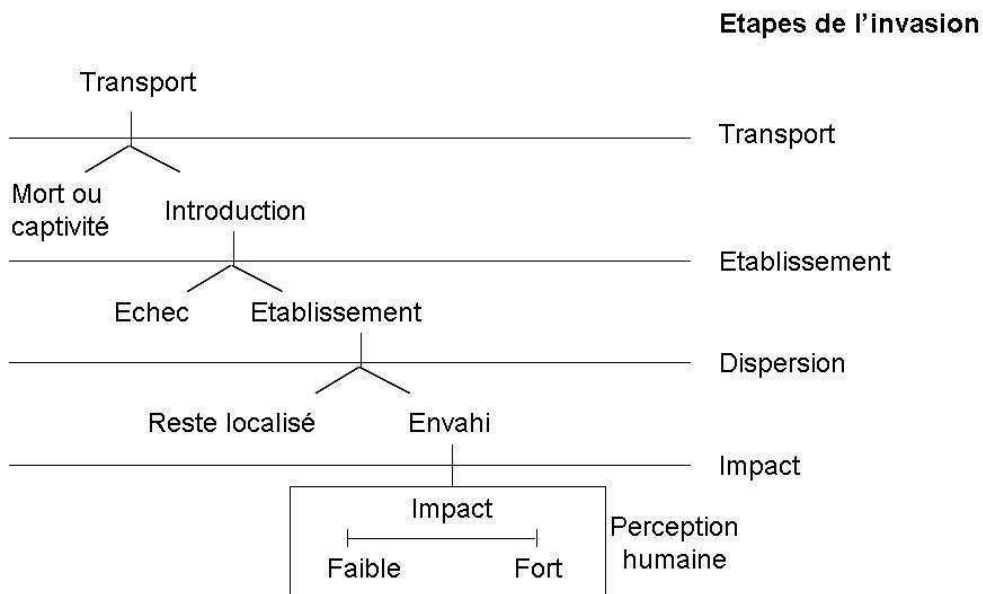 Etapes de l’invasion
Transport
Transport
Mort ou
captivité
Introduction
Etablissement
Echec
Etablissement
Dispersion
Reste localisé
Envahi
Impact
Impact
Perception
humaine
Faible
Fort